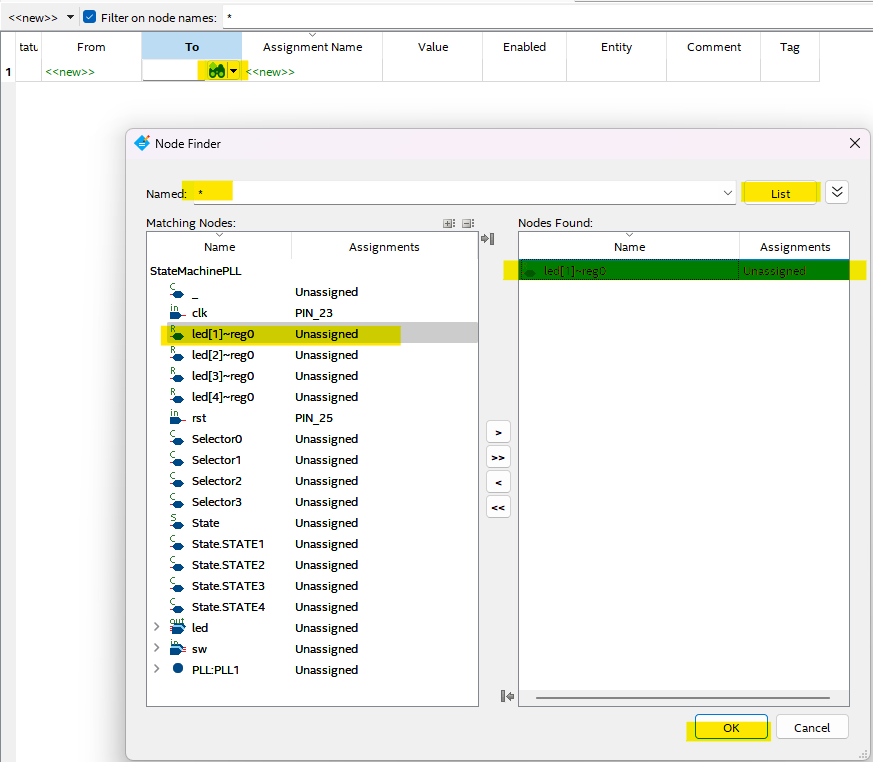 <<new>> Filter on node names: *
tatu From To Assignment Name Value Enabled Entity Comment Tag
1 <<new>> <<new>>
Node Finder
Named: * List
Matching Nodes: Nodes Found:
Name Assignments Name Assignments
StateMachinePLL led[1]~reg0 Unassigned
C _ Unassigned
in clk PIN_23
R led[1]~reg0 Unassigned
R led[2]~reg0 Unassigned
R led[3]~reg0 Unassigned
R led[4]~reg0 Unassigned
in rst PIN_25
C Selector0 Unassigned
C Selector1 Unassigned
C Selector2 Unassigned
C Selector3 Unassigned
S State Unassigned
C State.STATE1 Unassigned
C State.STATE2 Unassigned
C State.STATE3 Unassigned
C State.STATE4 Unassigned
out led Unassigned
in sw Unassigned
PLL:PLL1 Unassigned
>
>>
<
<<
OK Cancel